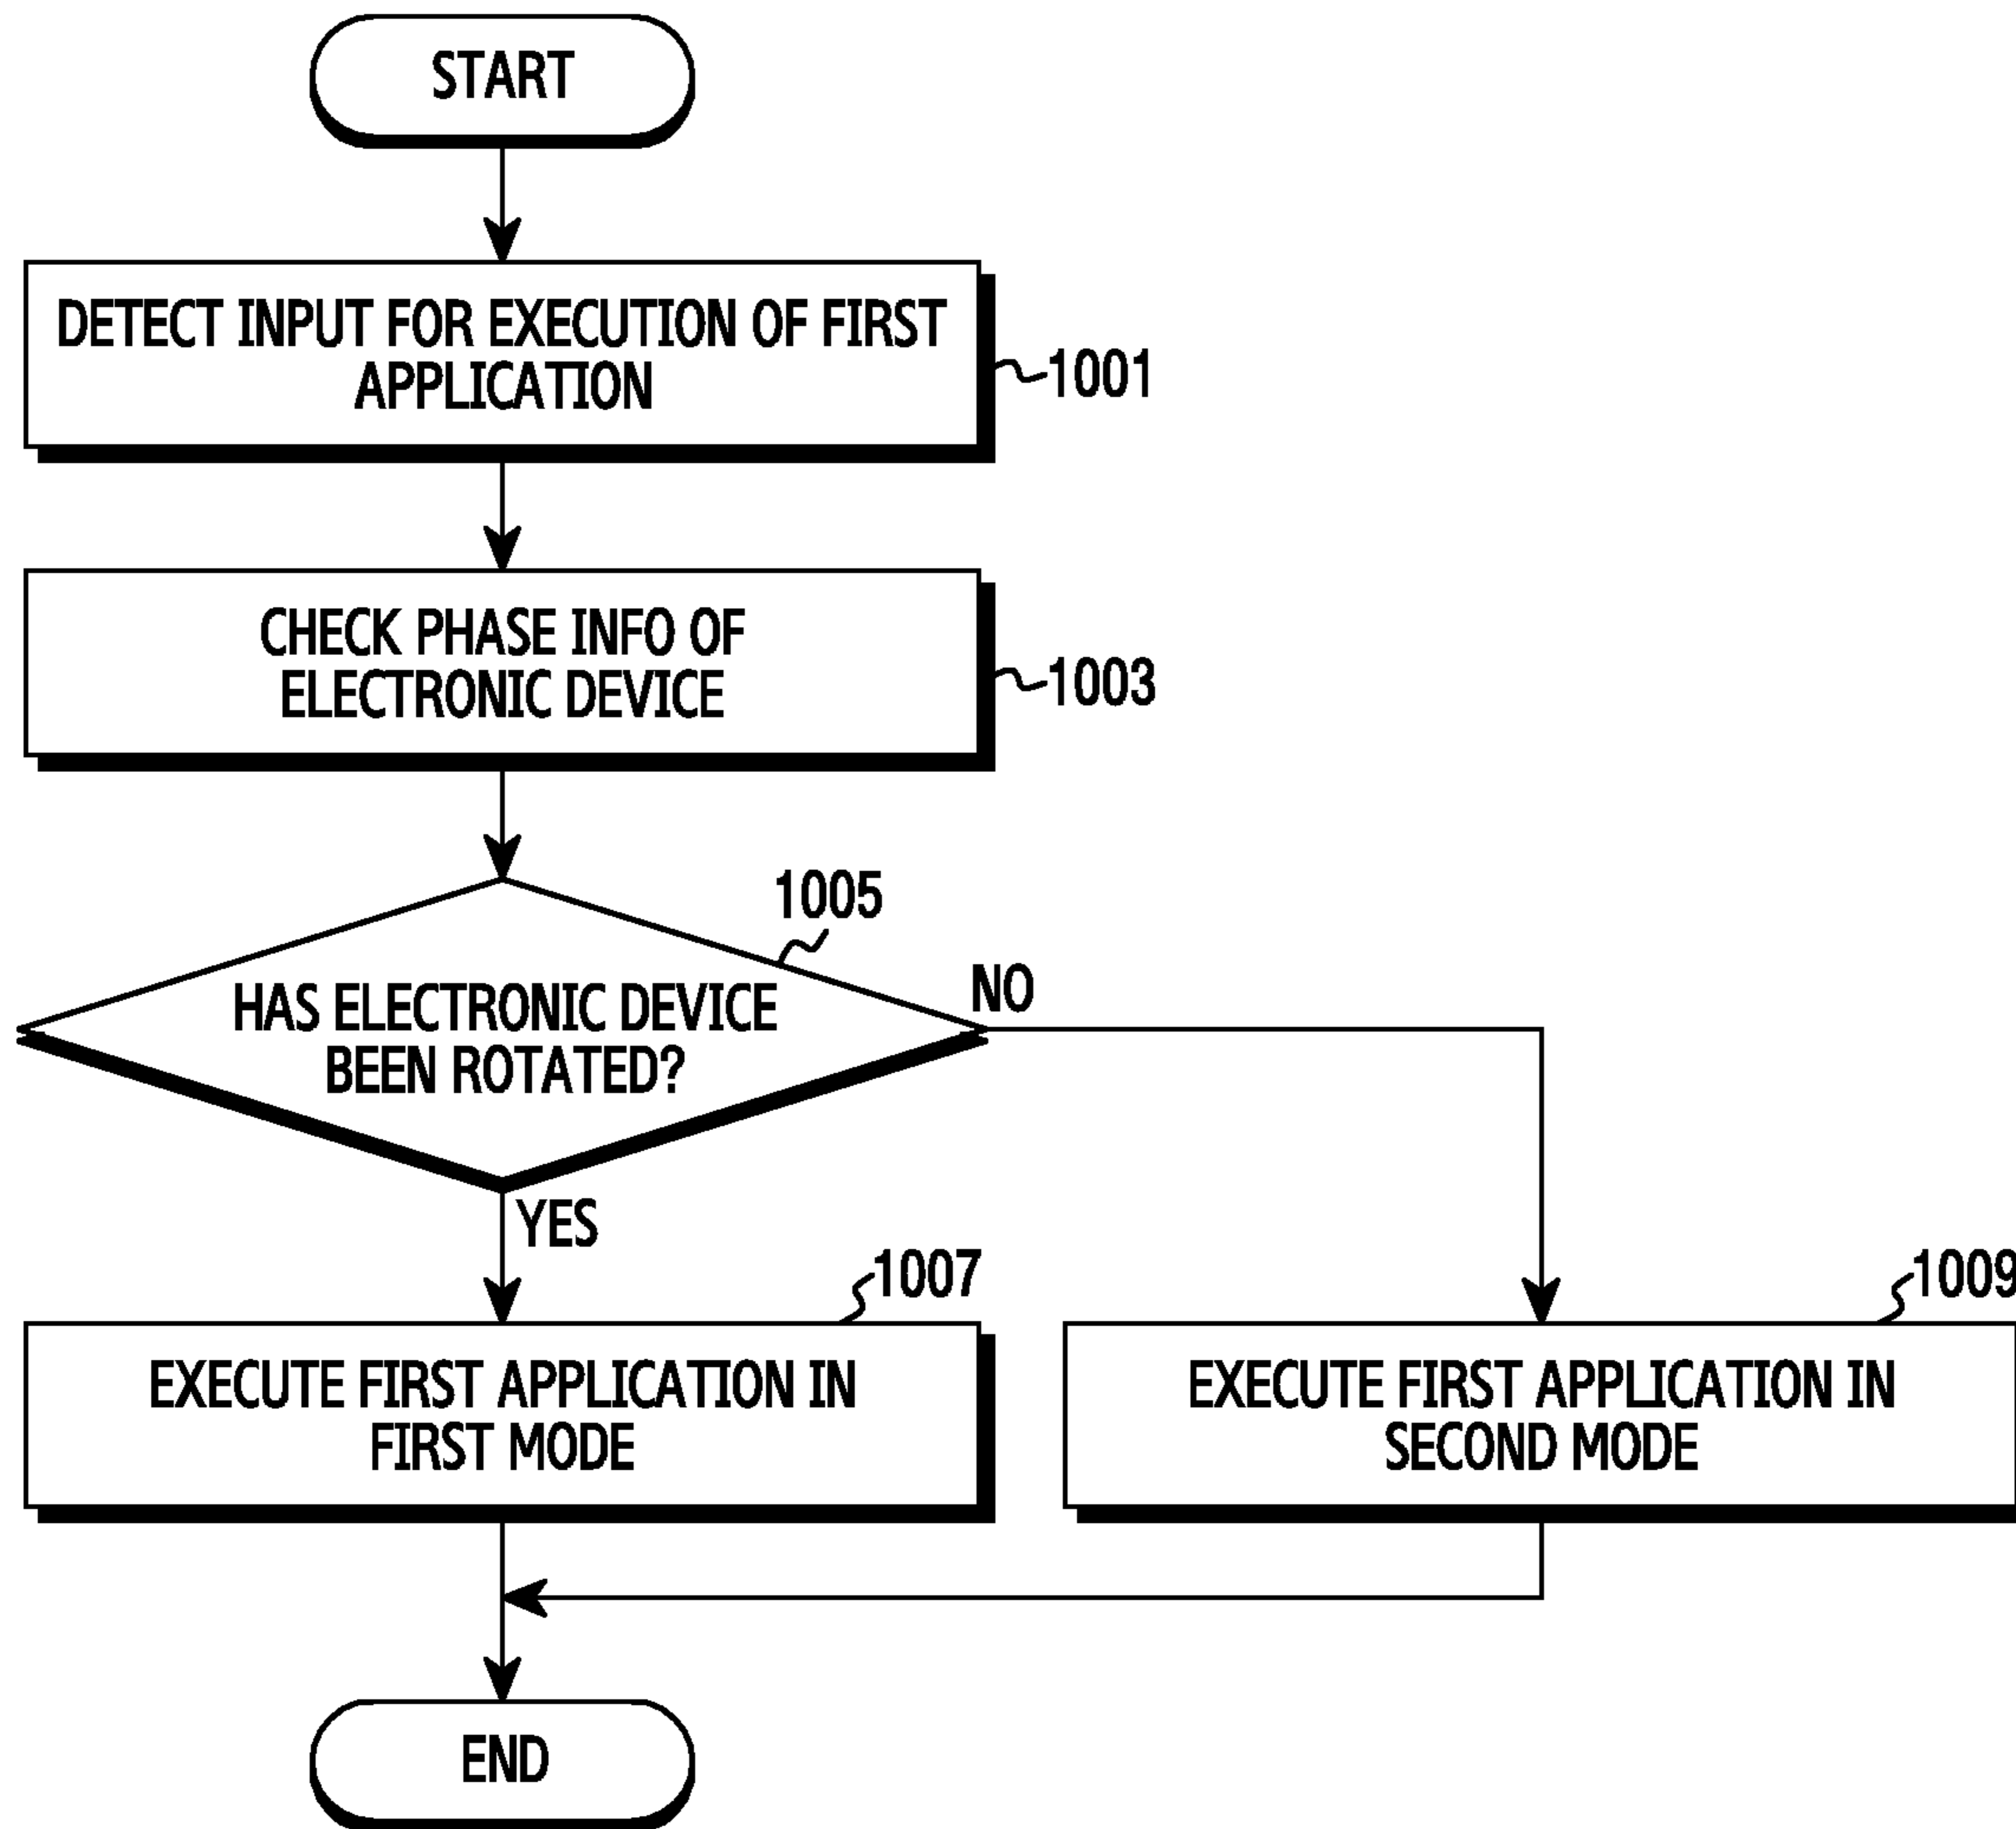 START
DETECT INPUT FOR EXECUTION OF FIRST
APPLICATION
1001
CHECK PHASE INFO OF
ELECTRONIC DEVICE
1003
1005
HAS ELECTRONIC DEVICE
BEEN ROTATED?
NO
YES
1007
EXECUTE FIRST APPLICATION IN
FIRST MODE
1009
EXECUTE FIRST APPLICATION IN
SECOND MODE
END